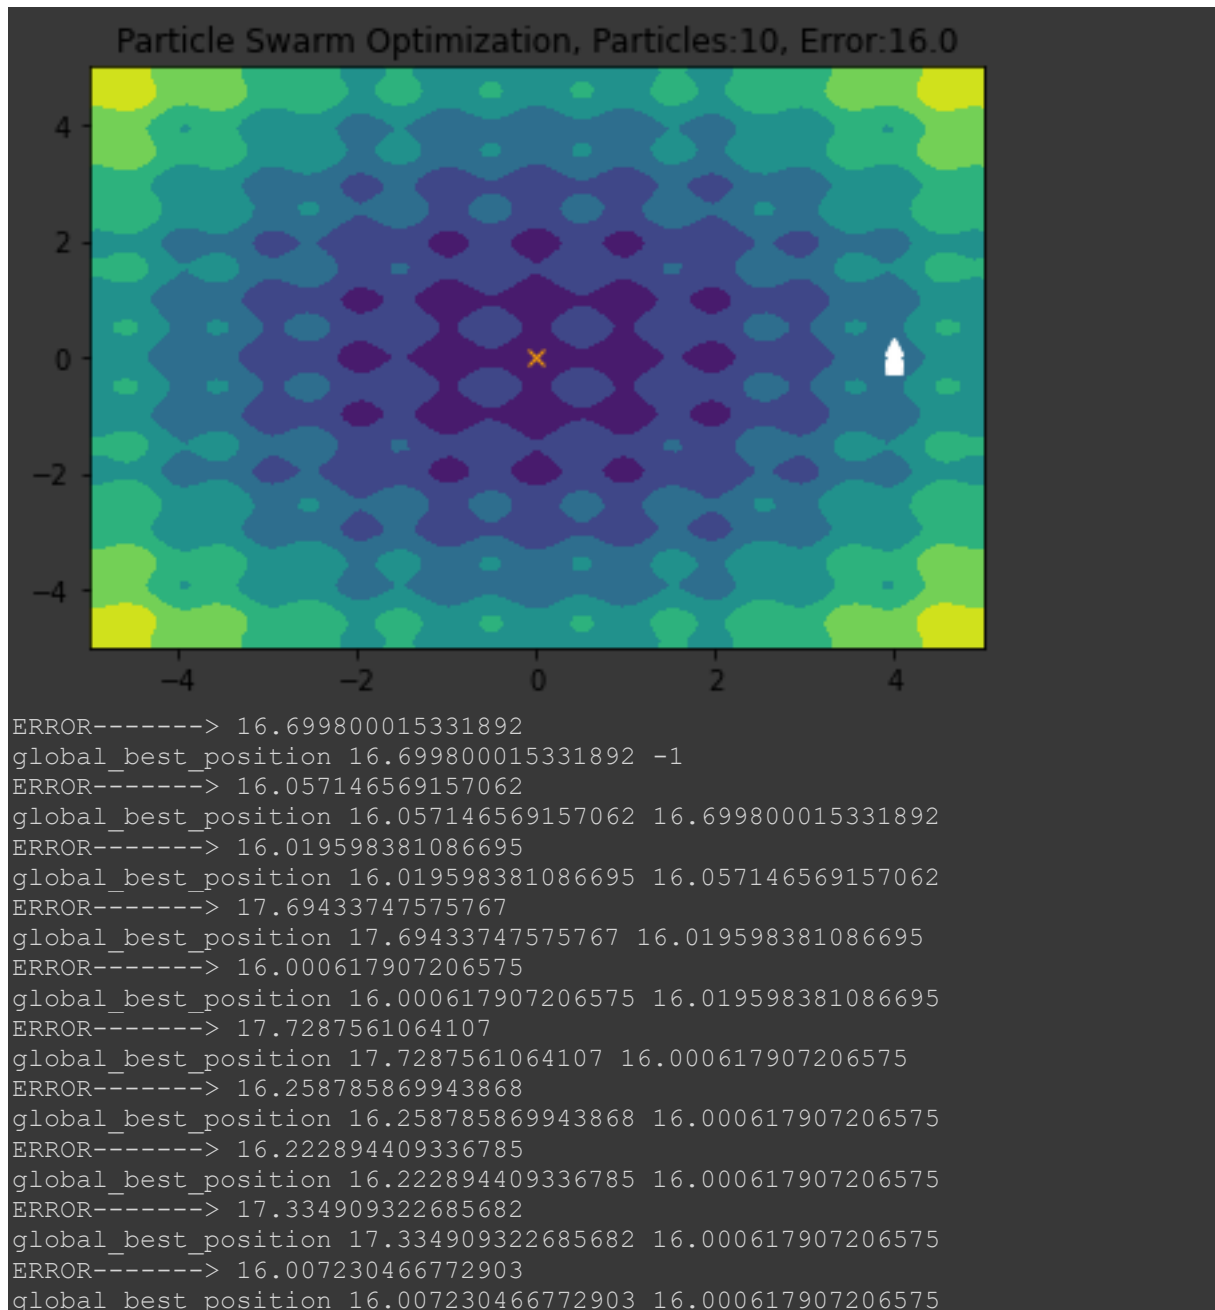 Particle Swarm Optimization, Particles:10, Error:16.0
4
2
0
−2
−4
−4 −2 0 2 4
ERROR-------> 16.699800015331892
global_best_position 16.699800015331892 -1
ERROR-------> 16.057146569157062
global_best_position 16.057146569157062 16.699800015331892
ERROR-------> 16.019598381086695
global_best_position 16.019598381086695 16.057146569157062
ERROR-------> 17.69433747575767
global_best_position 17.69433747575767 16.019598381086695
ERROR-------> 16.000617907206575
global_best_position 16.000617907206575 16.019598381086695
ERROR-------> 17.7287561064107
global_best_position 17.7287561064107 16.000617907206575
ERROR-------> 16.258785869943868
global_best_position 16.258785869943868 16.000617907206575
ERROR-------> 16.222894409336785
global_best_position 16.222894409336785 16.000617907206575
ERROR-------> 17.334909322685682
global_best_position 17.334909322685682 16.000617907206575
ERROR-------> 16.007230466772903
global_best_position 16.007230466772903 16.000617907206575